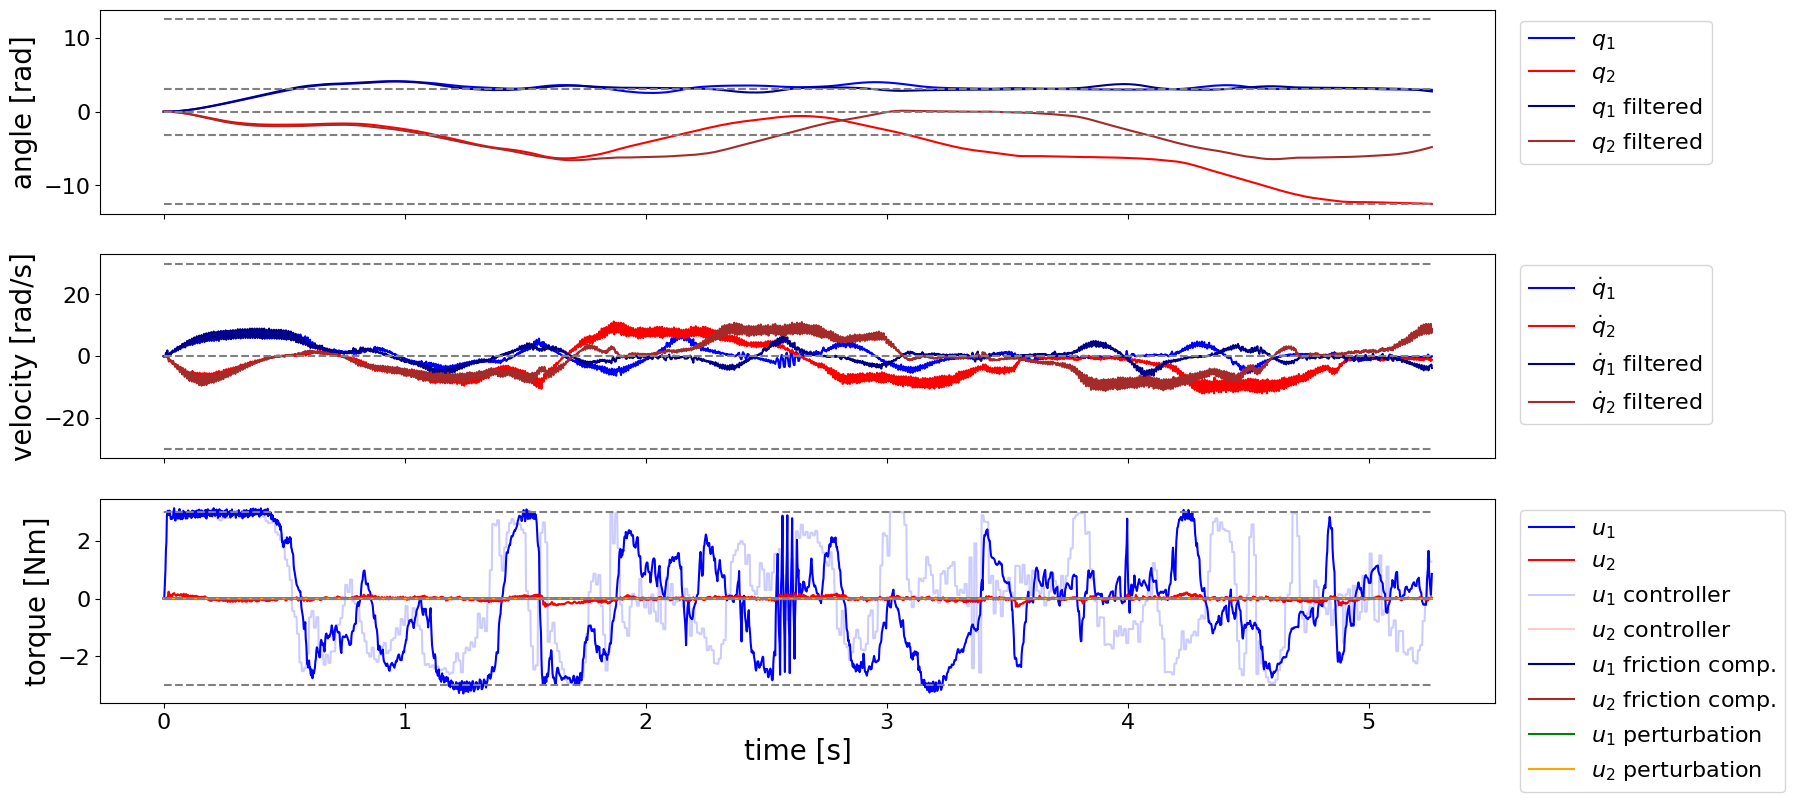 angle [rad]
10
0
−10
q₁
q₂
q₁ filtered
q₂ filtered
velocity [rad/s]
20
0
−20
q̇₁
q̇₂
q̇₁ filtered
q̇₂ filtered
torque [Nm]
2
0
−2
0 1 2 3 4 5
time [s]
u₁
u₂
u₁ controller
u₂ controller
u₁ friction comp.
u₂ friction comp.
u₁ perturbation
u₂ perturbation